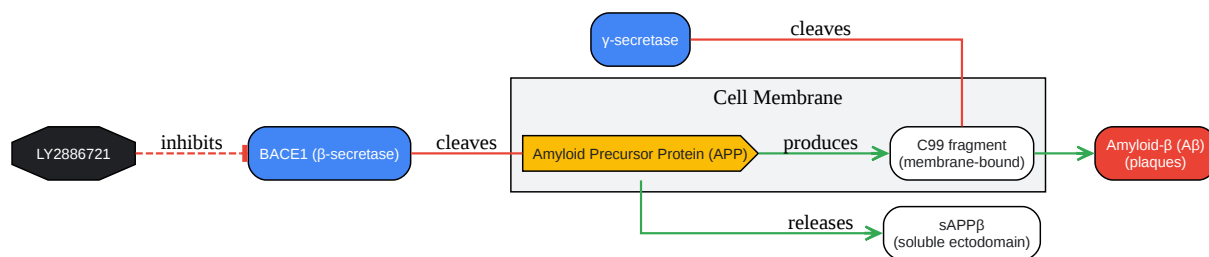 γ-secretase
cleaves
Cell Membrane
LY2886721
inhibits
BACE1 (β-secretase)
cleaves
Amyloid Precursor Protein (APP)
produces
C99 fragment
(membrane-bound)
Amyloid-β (Aβ)
(plaques)
releases
sAPPβ
(soluble ectodomain)